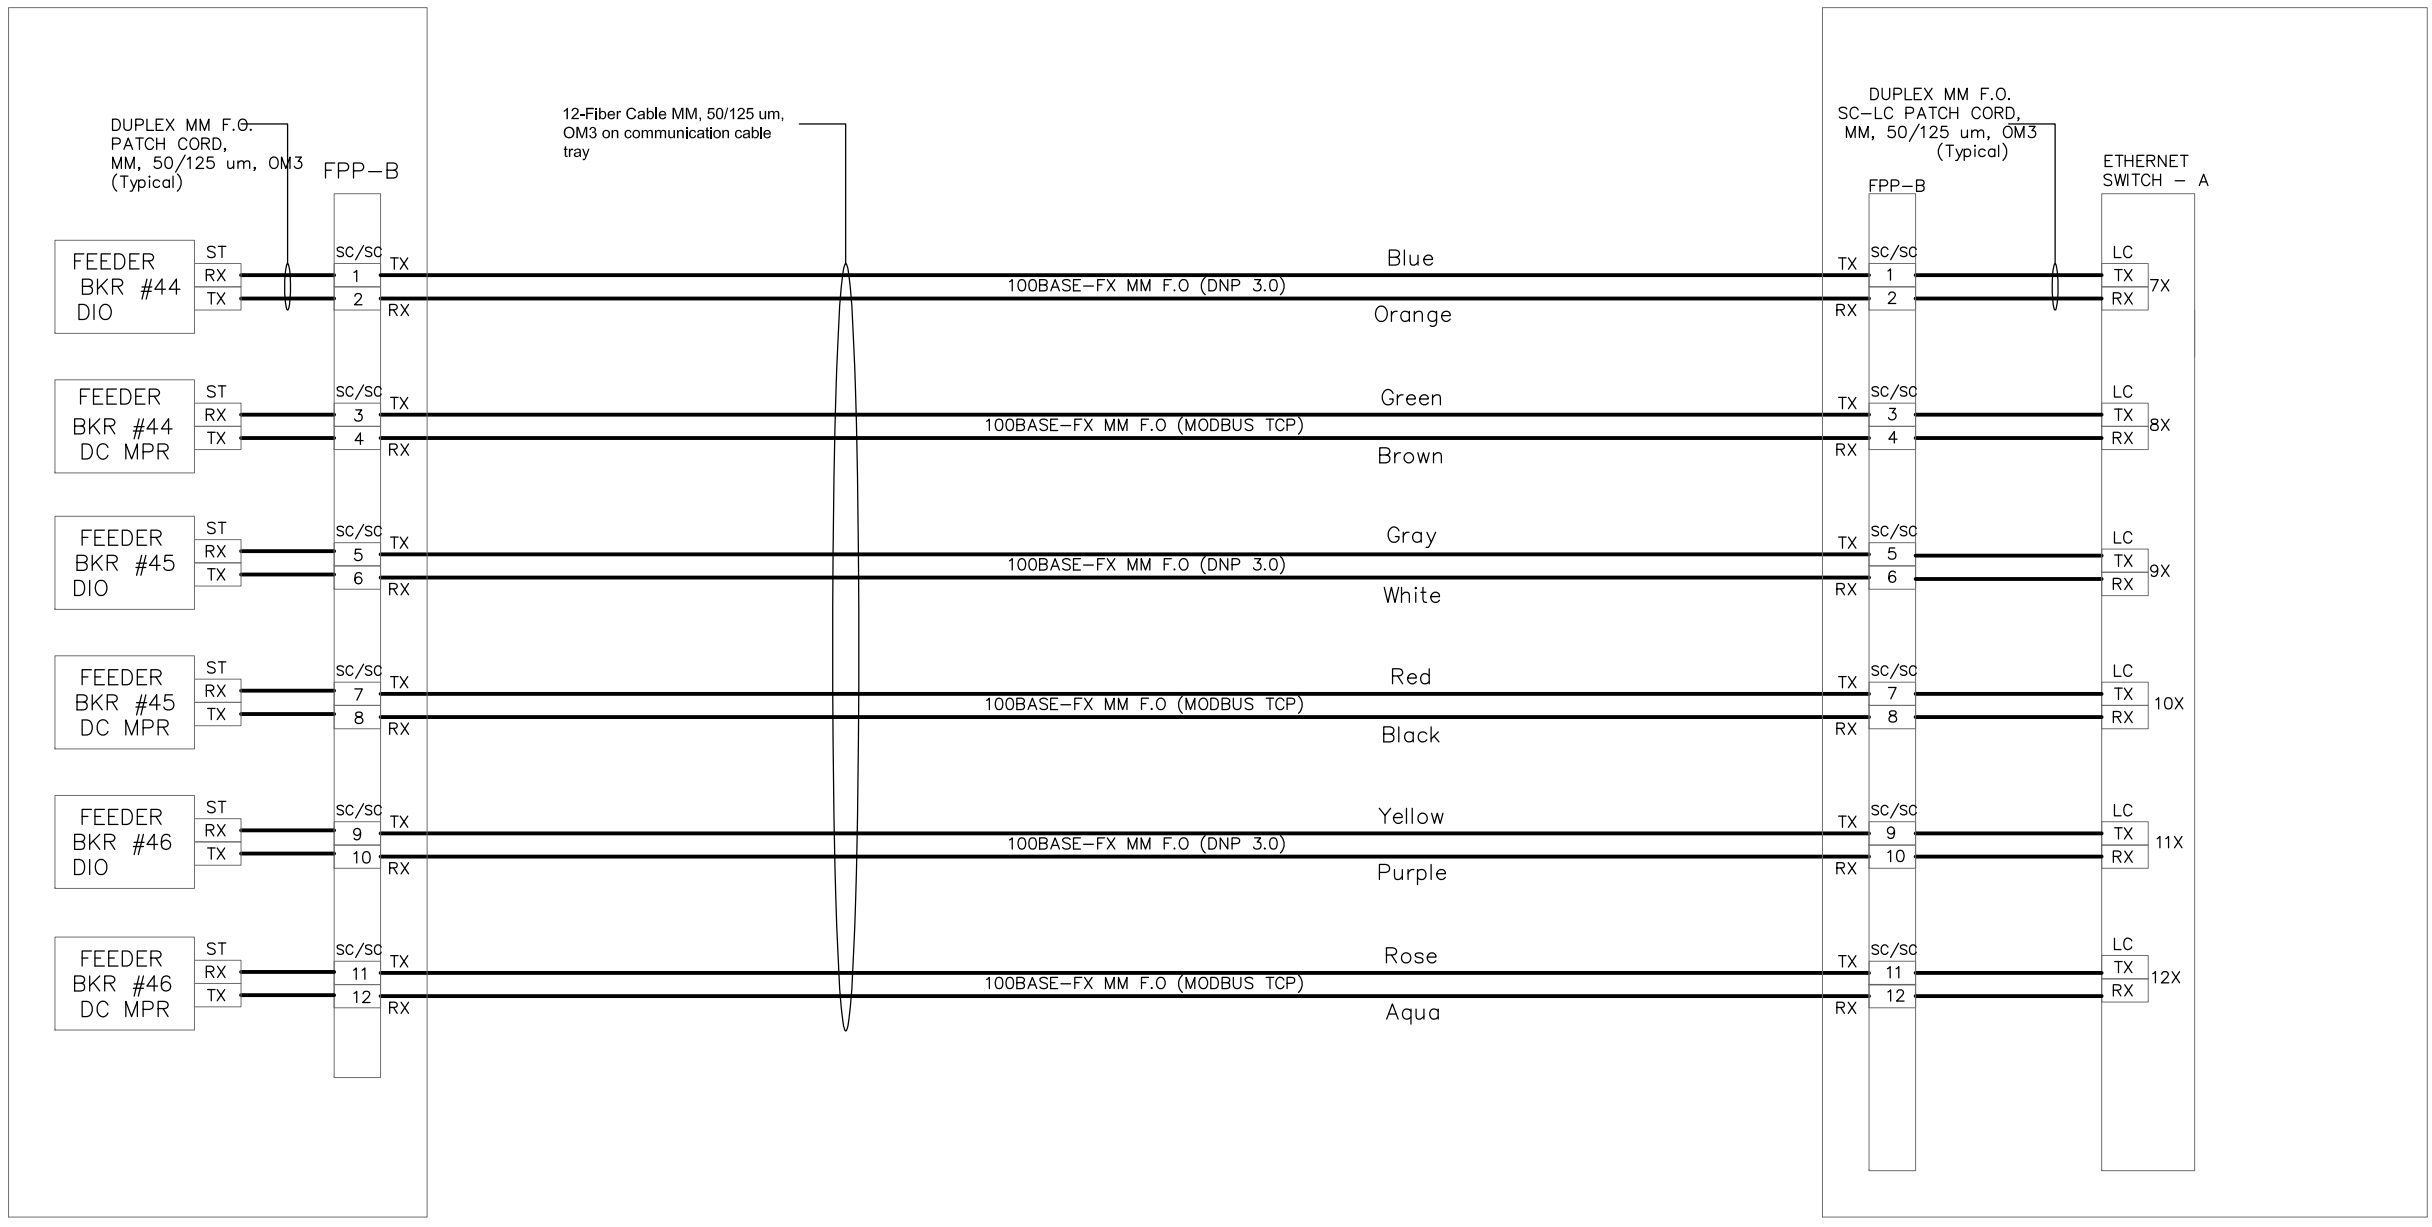 DUPLEX MM F.O.
PATCH CORD,
MM, 50/125 um, OM3
(Typical)
FPP-B
12-Fiber Cable MM, 50/125 um,
OM3 on communication cable
tray
DUPLEX MM F.O.
SC-LC PATCH CORD,
MM, 50/125 um, OM3
(Typical)
FPP-B
ETHERNET
SWITCH - A
FEEDER
BKR #44
DIO
ST
RX
TX
SC/SC
1
2
TX
RX
Blue
100BASE-FX MM F.O (DNP 3.0)
Orange
TX
RX
SC/SC
1
2
LC
TX
RX
7X
FEEDER
BKR #44
DC MPR
ST
RX
TX
SC/SC
3
4
TX
RX
Green
100BASE-FX MM F.O (MODBUS TCP)
Brown
TX
RX
SC/SC
3
4
LC
TX
RX
8X
FEEDER
BKR #45
DIO
ST
RX
TX
SC/SC
5
6
TX
RX
Gray
100BASE-FX MM F.O (DNP 3.0)
White
TX
RX
SC/SC
5
6
LC
TX
RX
9X
FEEDER
BKR #45
DC MPR
ST
RX
TX
SC/SC
7
8
TX
RX
Red
100BASE-FX MM F.O (MODBUS TCP)
Black
TX
RX
SC/SC
7
8
LC
TX
RX
10X
FEEDER
BKR #46
DIO
ST
RX
TX
SC/SC
9
10
TX
RX
Yellow
100BASE-FX MM F.O (DNP 3.0)
Purple
TX
RX
SC/SC
9
10
LC
TX
RX
11X
FEEDER
BKR #46
DC MPR
ST
RX
TX
SC/SC
11
12
TX
RX
Rose
100BASE-FX MM F.O (MODBUS TCP)
Aqua
TX
RX
SC/SC
11
12
LC
TX
RX
12X